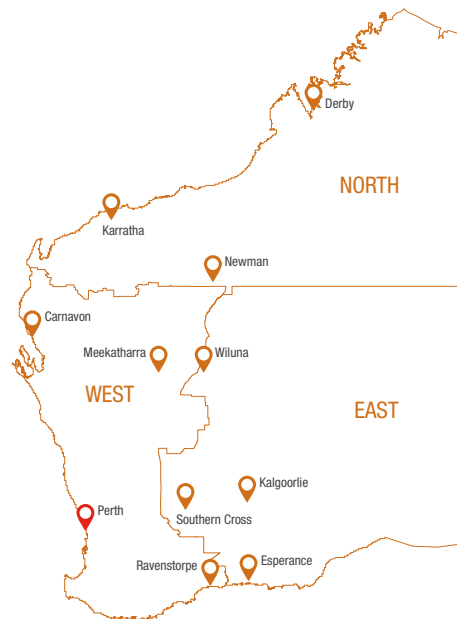 Derby
NORTH
Karratha
Newman
Carnavon
Meekatharra
Wiluna
WEST
EAST
Kalgoorlie
Perth
Southern Cross
Ravenstorpe
Esperance